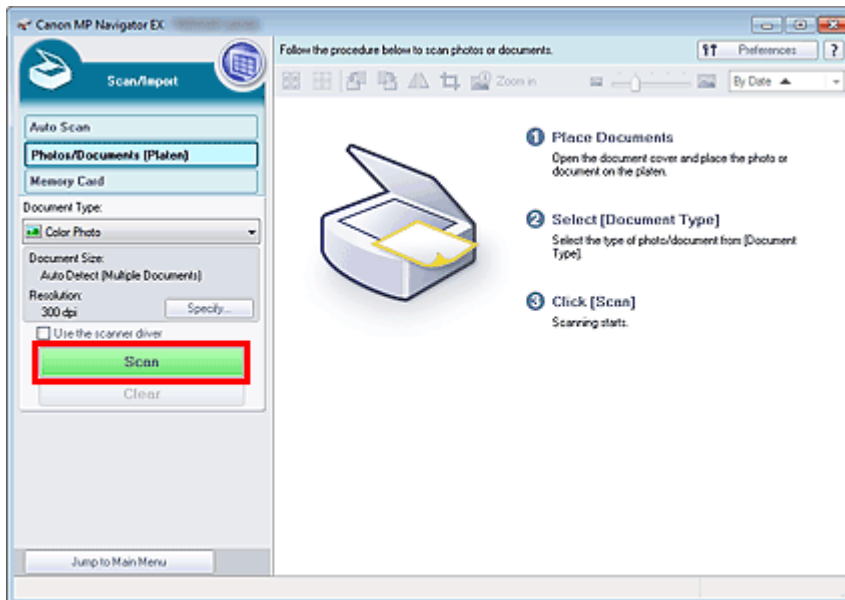 Canon MP Navigator EX
Scan/Import
Auto Scan
Photos/Documents (Platen)
Memory Card
Document Type:
Color Photo
Document Size:
Auto Detect (Multiple Documents)
Resolution:
300 dpi
Specify...
Use the scanner driver
Scan
Clear
Jump to Main Menu
Follow the procedure below to scan photos or documents.
Preferences
?
Zoom in
By Date
1 Place Documents
Open the document cover and place the photo or
document on the platen.
2 Select [Document Type]
Select the type of photo/document from [Document
Type].
3 Click [Scan]
Scanning starts.